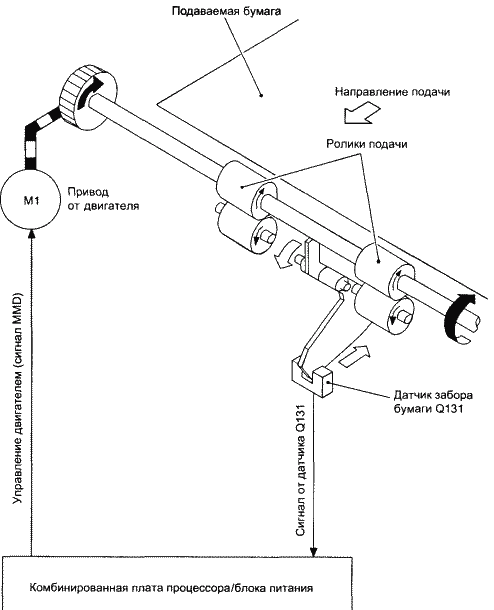 Подаваемая бумага
Направление подачи
Ролики подачи
М1
Привод
от двигателя
Управление двигателем (сигнал MMD)
Датчик забора
бумаги Q131
Сигнал от датчика Q131
Комбинированная плата процессора/блока питания